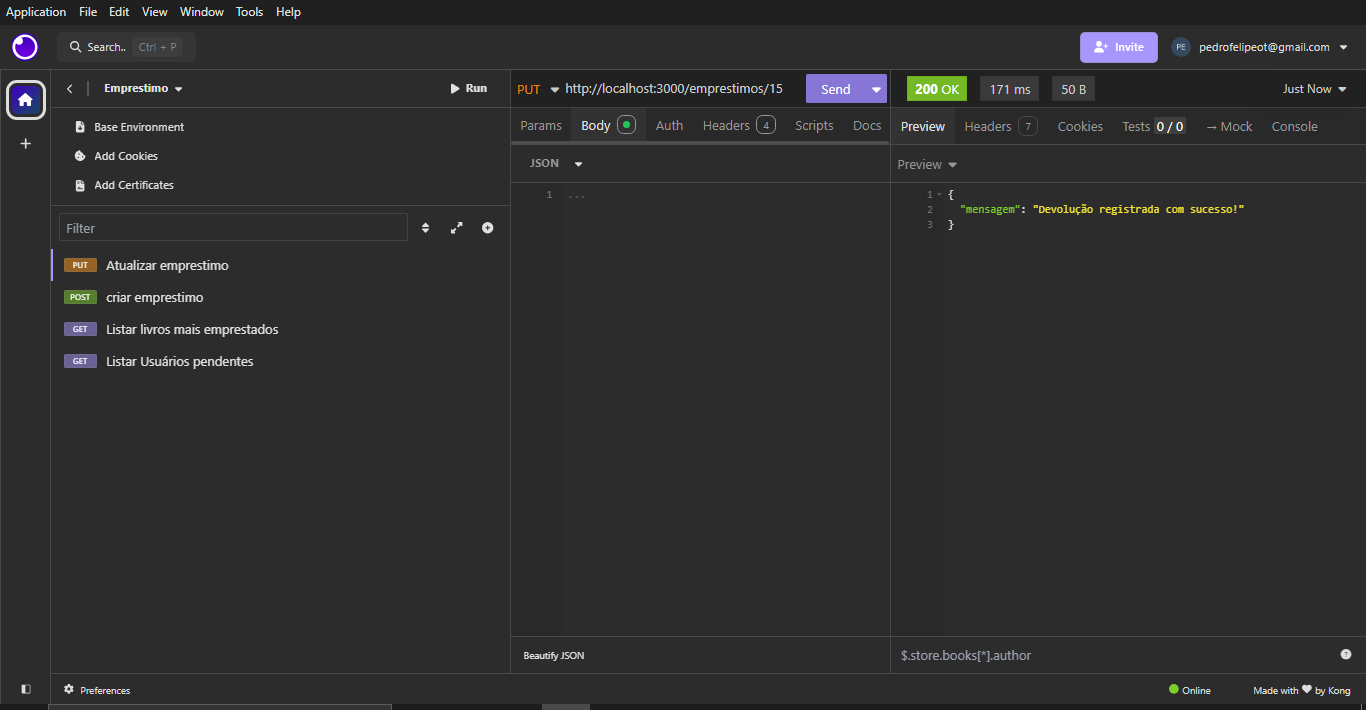 Application File Edit View Window Tools Help
Search.. Ctrl + P
Invite
PE pedrofelipeot@gmail.com
Emprestimo
Run
Base Environment
Add Cookies
Add Certificates
Filter
PUT Atualizar emprestimo
POST criar emprestimo
GET Listar livros mais emprestados
GET Listar Usuários pendentes
PUT http://localhost:3000/emprestimos/15 Send
Params Body Auth Headers 4 Scripts Docs
JSON
1 ...
Beautify JSON
200 OK 171 ms 50 B Just Now
Preview Headers 7 Cookies Tests 0 / 0 → Mock Console
Preview
1 {
2 "mensagem": "Devolução registrada com sucesso!"
3 }
$.store.books[*].author
Preferences
Online
Made with ❤ by Kong